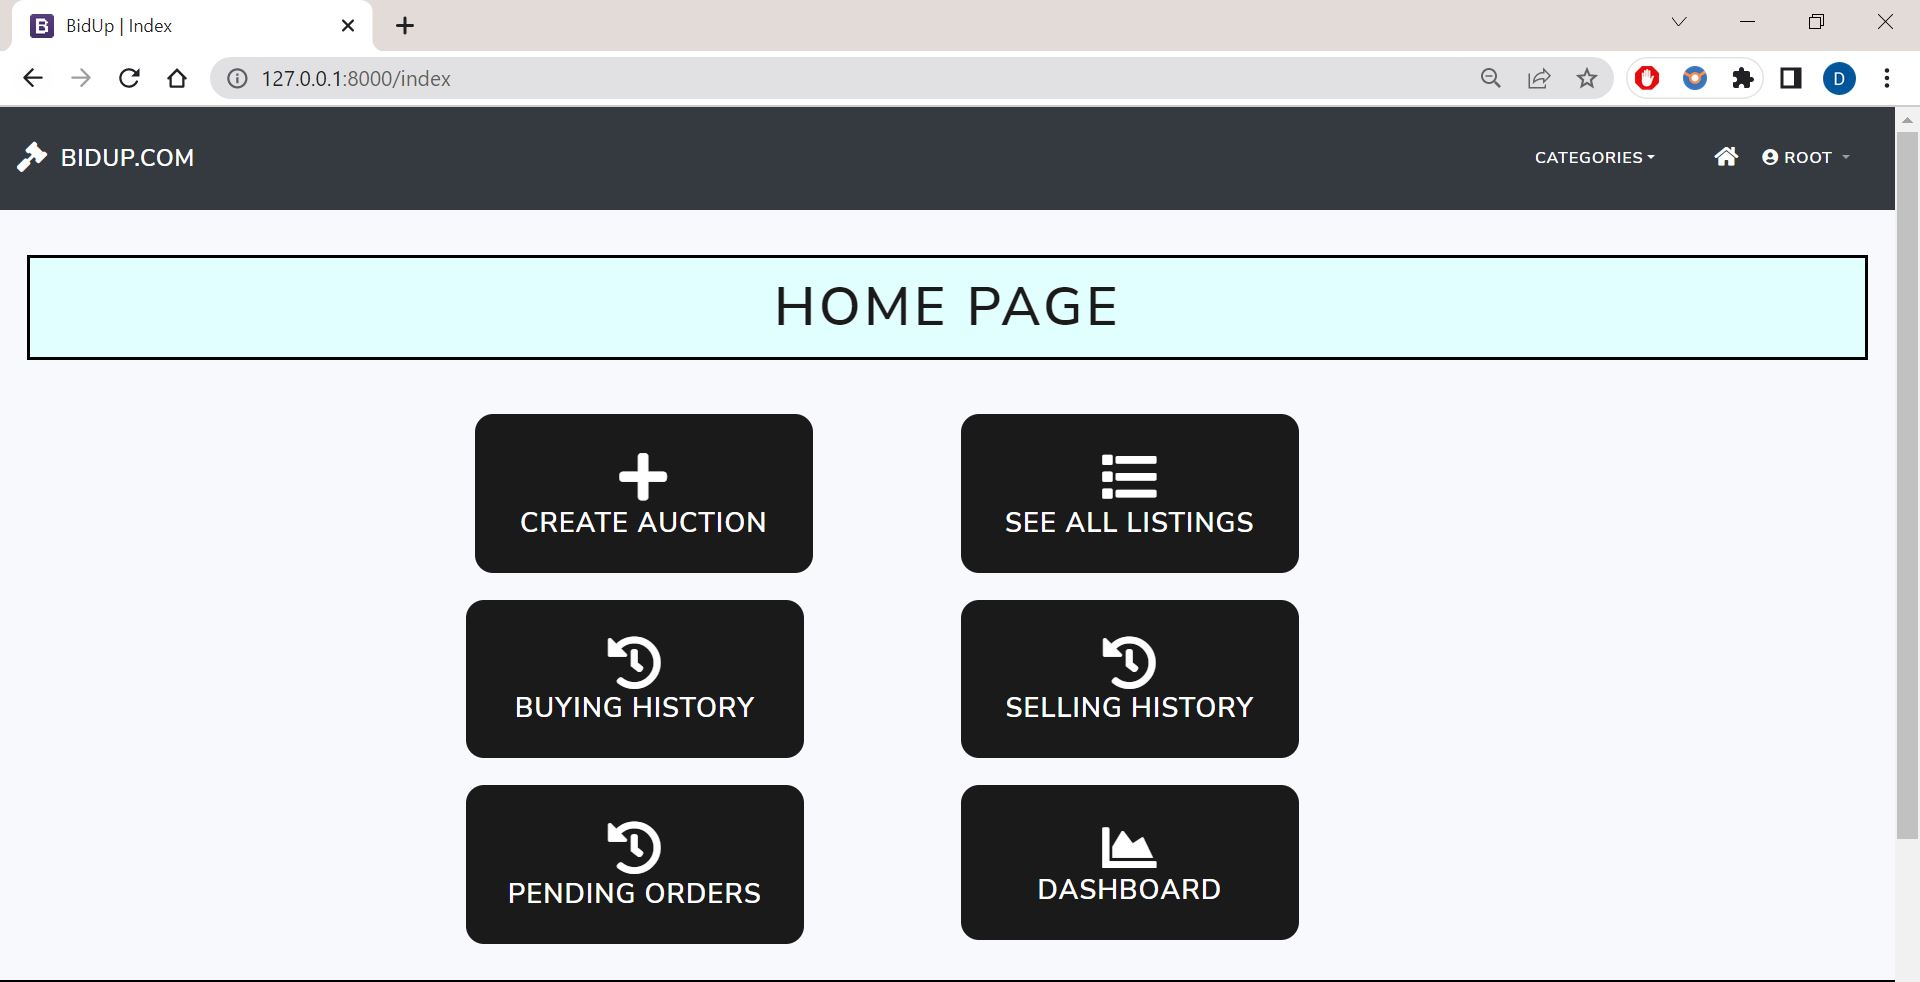 BidUp | Index
127.0.0.1:8000/index
D
BIDUP.COM
CATEGORIES
ROOT
HOME PAGE
CREATE AUCTION
SEE ALL LISTINGS
BUYING HISTORY
SELLING HISTORY
PENDING ORDERS
DASHBOARD